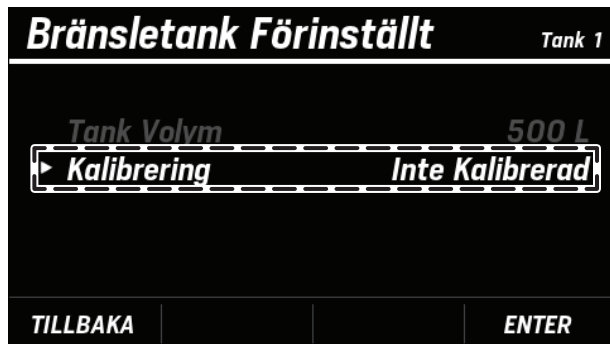 Bränsletank Förinställt Tank 1
Tank Volym 500 L
Kalibrering Inte Kalibrerad
TILLBAKA ENTER